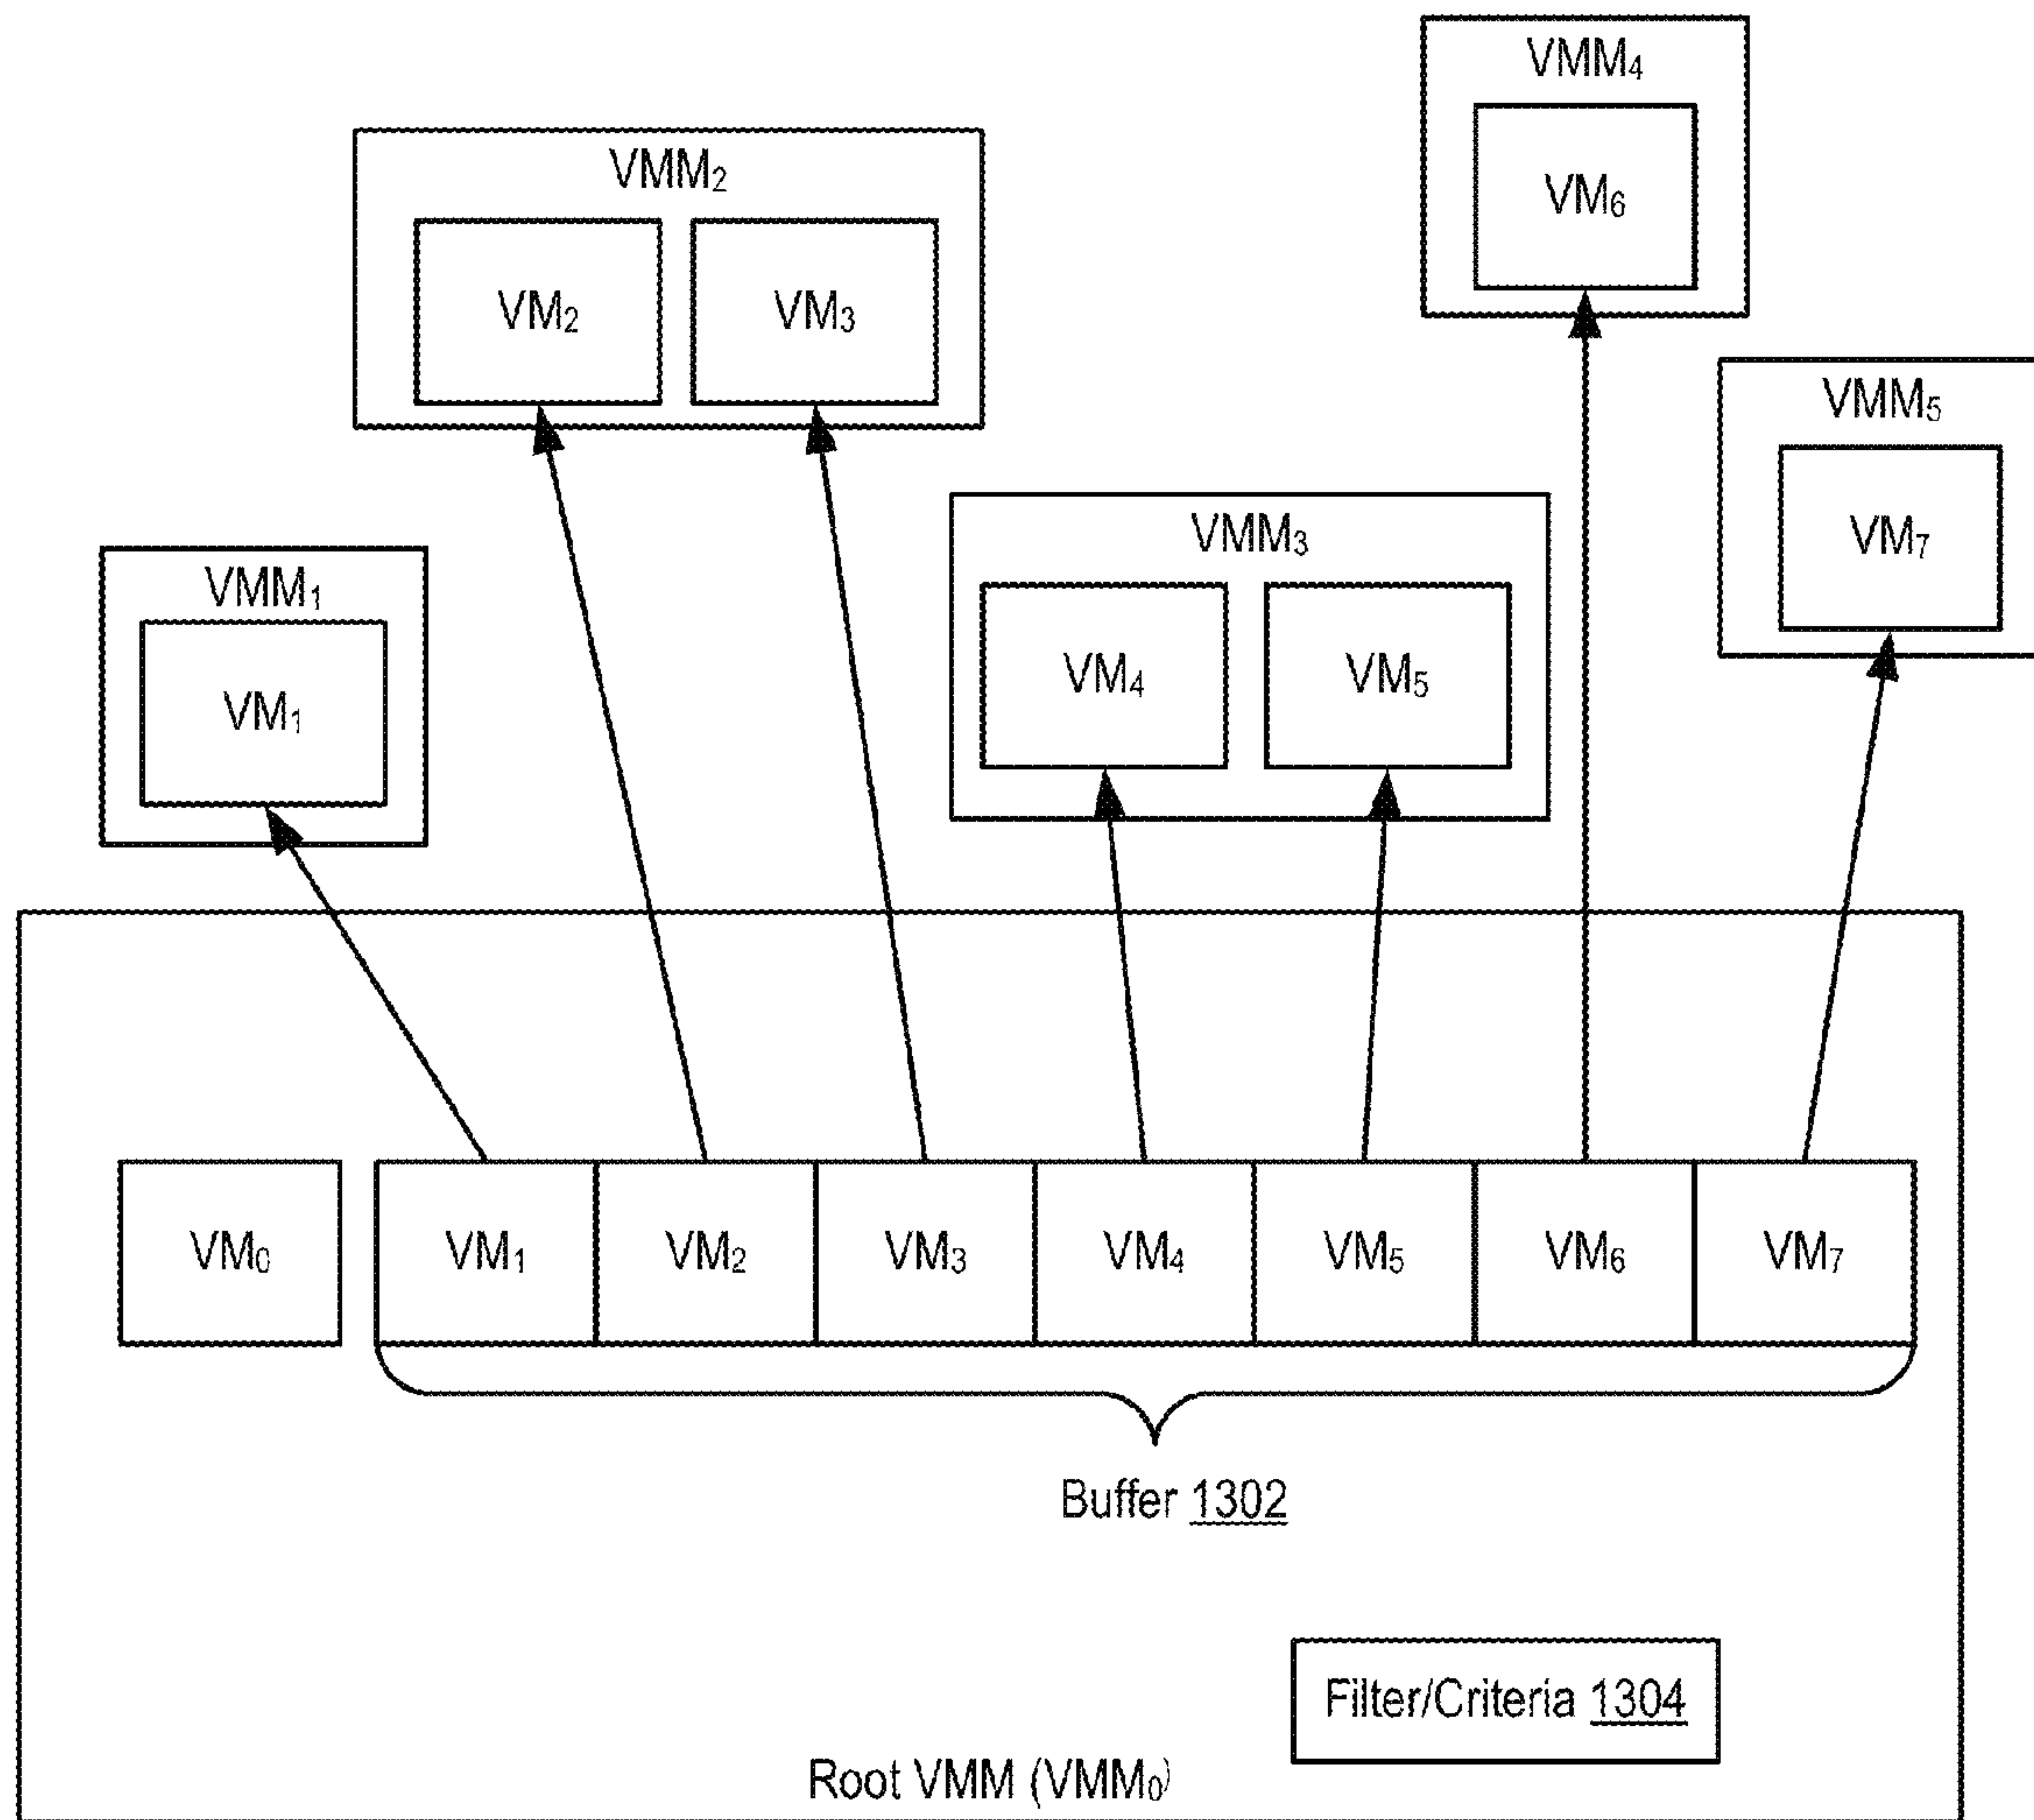 VMM₄
VM₆
VMM₂
VM₂
VM₃
VMM₅
VM₇
VMM₃
VM₄
VM₅
VMM₁
VM₁
VM₀
VM₁
VM₂
VM₃
VM₄
VM₅
VM₆
VM₇
Buffer 1302
Filter/Criteria 1304
Root VMM (VMM₀)